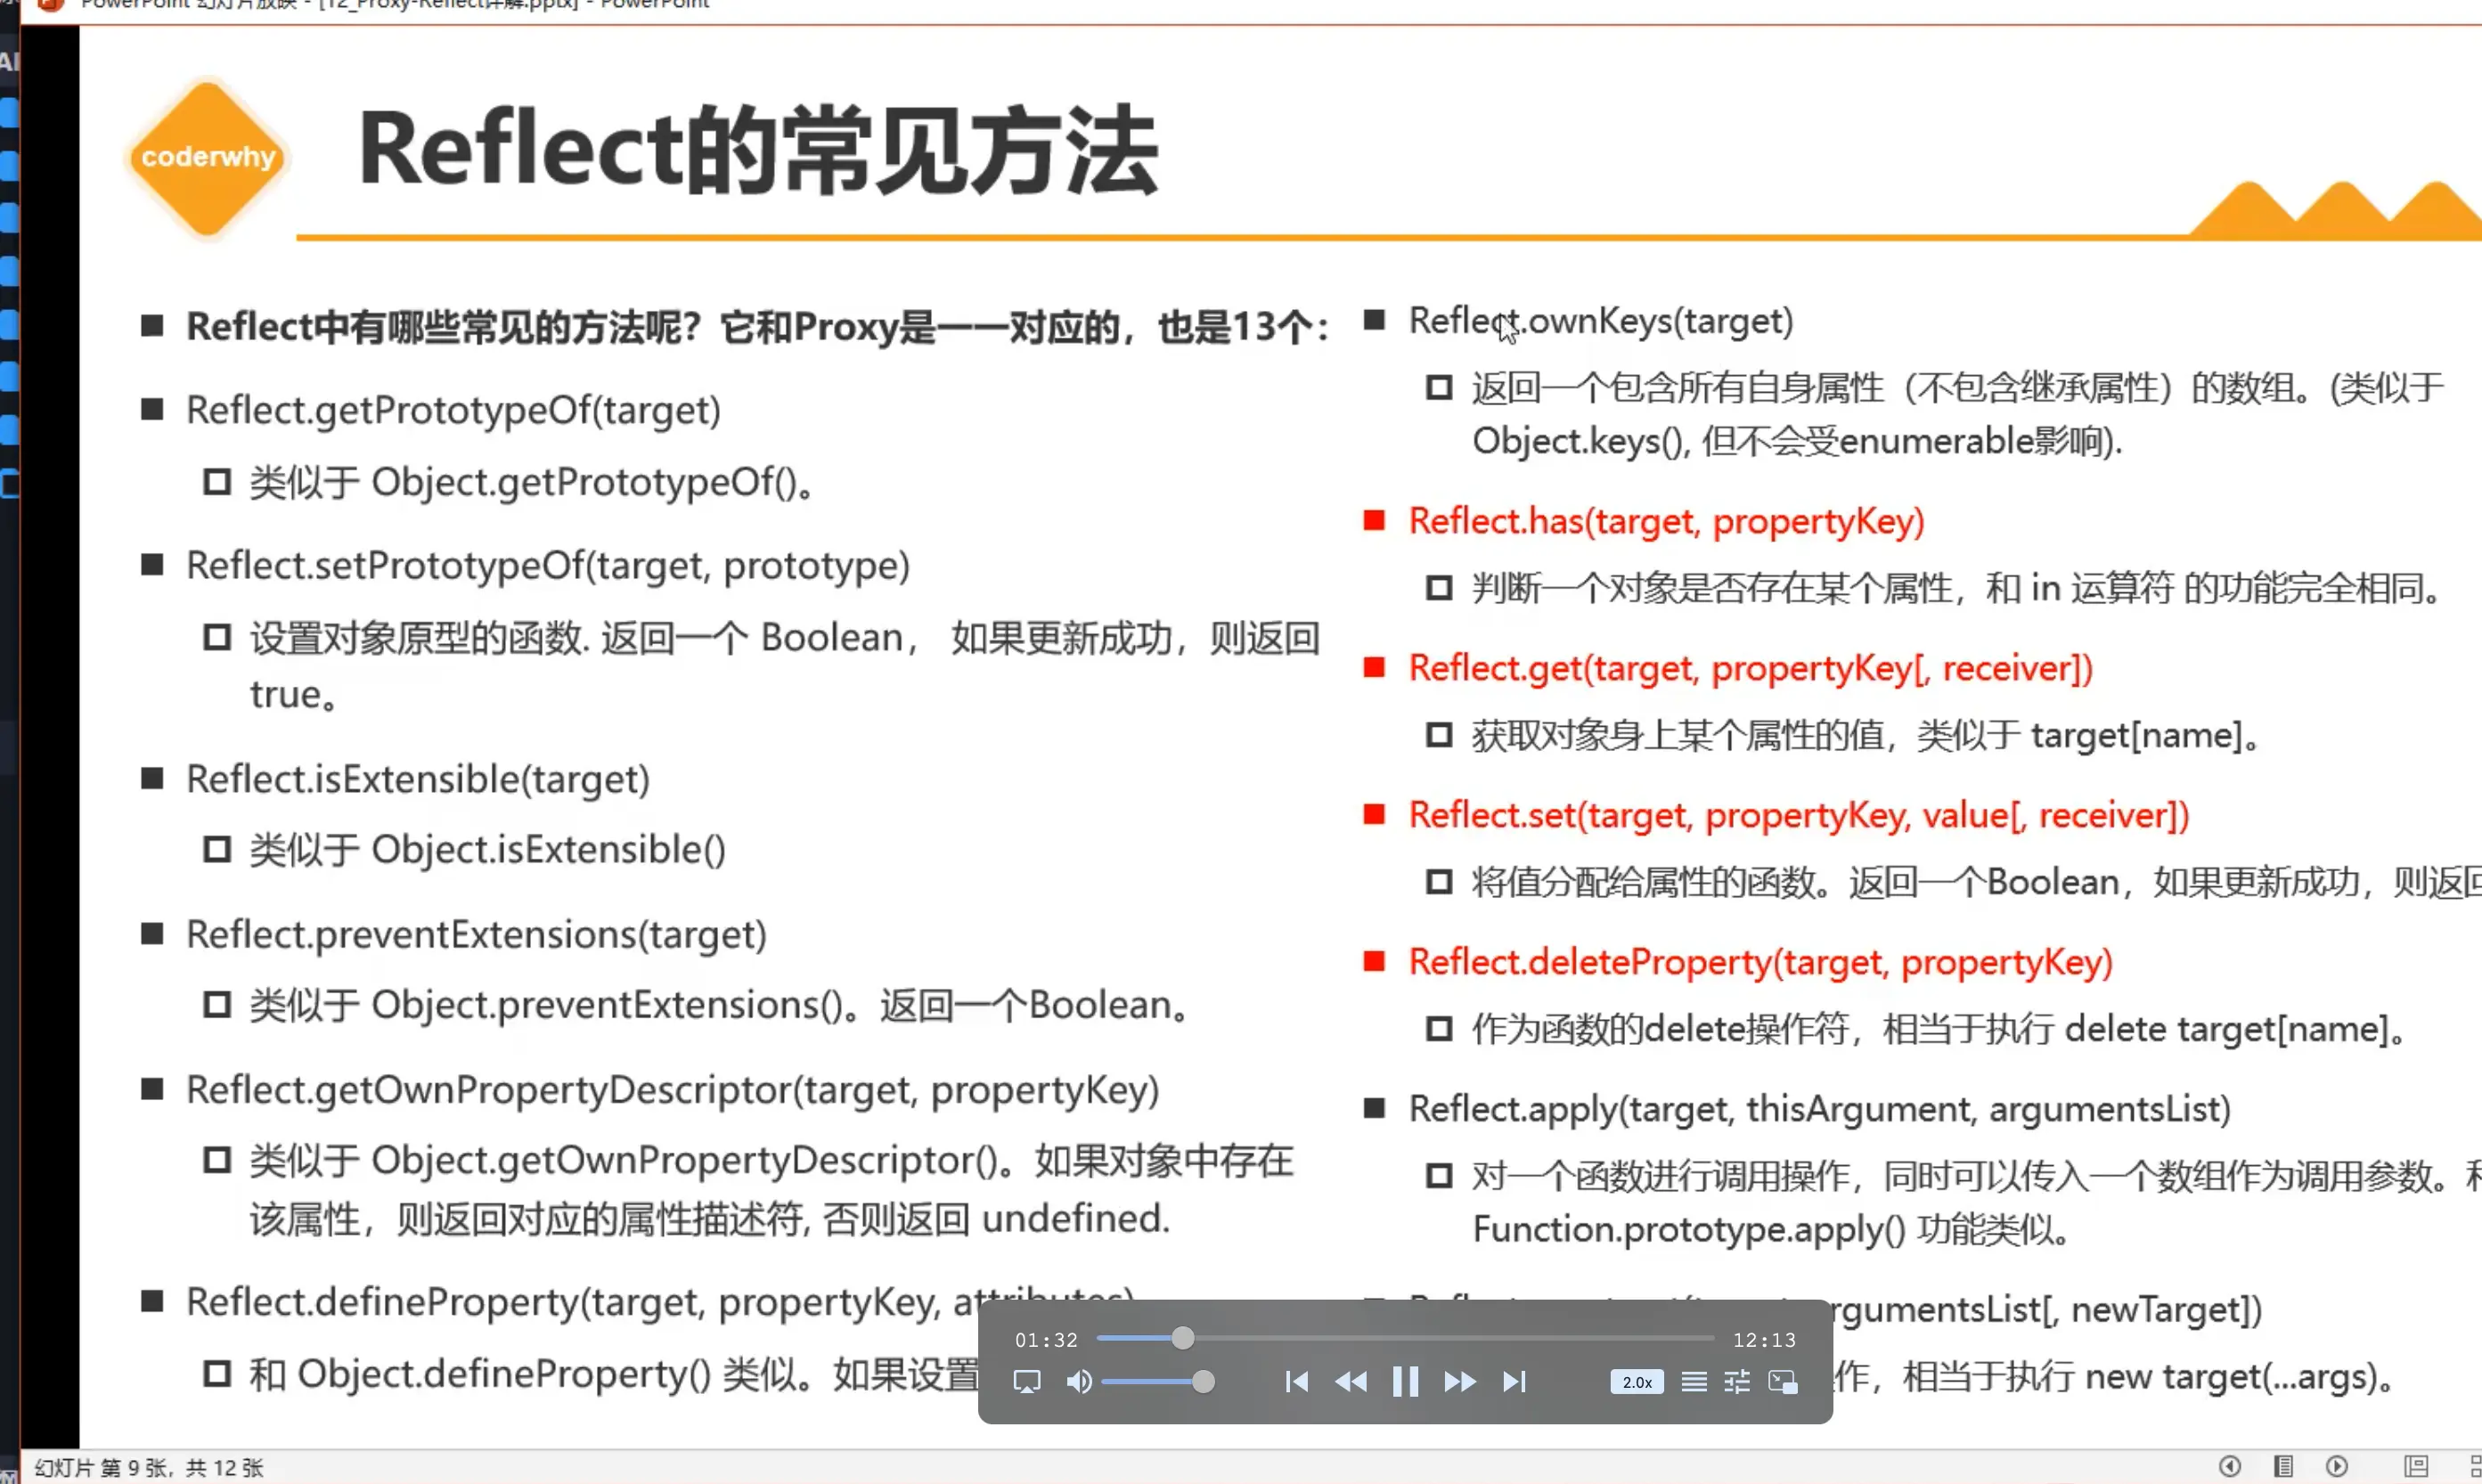 PowerPoint 幻灯片放映 - [12_Proxy-Reflect详解.pptx] - PowerPoint
AI
coderwhy
Reflect的常见方法
Reflect中有哪些常见的方法呢？它和Proxy是一一对应的，也是13个：
Reflect.getPrototypeOf(target)
类似于 Object.getPrototypeOf()。
Reflect.setPrototypeOf(target, prototype)
设置对象原型的函数. 返回一个 Boolean， 如果更新成功，则返回
true。
Reflect.isExtensible(target)
类似于 Object.isExtensible()
Reflect.preventExtensions(target)
类似于 Object.preventExtensions()。返回一个Boolean。
Reflect.getOwnPropertyDescriptor(target, propertyKey)
类似于 Object.getOwnPropertyDescriptor()。如果对象中存在
该属性，则返回对应的属性描述符, 否则返回 undefined.
Reflect.defineProperty(target, propertyKey, attributes)
和 Object.defineProperty() 类似。如果设置
Reflect.ownKeys(target)
返回一个包含所有自身属性（不包含继承属性）的数组。(类似于
Object.keys(), 但不会受enumerable影响).
Reflect.has(target, propertyKey)
判断一个对象是否存在某个属性，和 in 运算符 的功能完全相同。
Reflect.get(target, propertyKey[, receiver])
获取对象身上某个属性的值，类似于 target[name]。
Reflect.set(target, propertyKey, value[, receiver])
将值分配给属性的函数。返回一个Boolean，如果更新成功，则返回
Reflect.deleteProperty(target, propertyKey)
作为函数的delete操作符，相当于执行 delete target[name]。
Reflect.apply(target, thisArgument, argumentsList)
对一个函数进行调用操作，同时可以传入一个数组作为调用参数。和
Function.prototype.apply() 功能类似。
rgumentsList[, newTarget])
作，相当于执行 new target(...args)。
01:32
12:13
2.0x
幻灯片 第 9 张，共 12 张